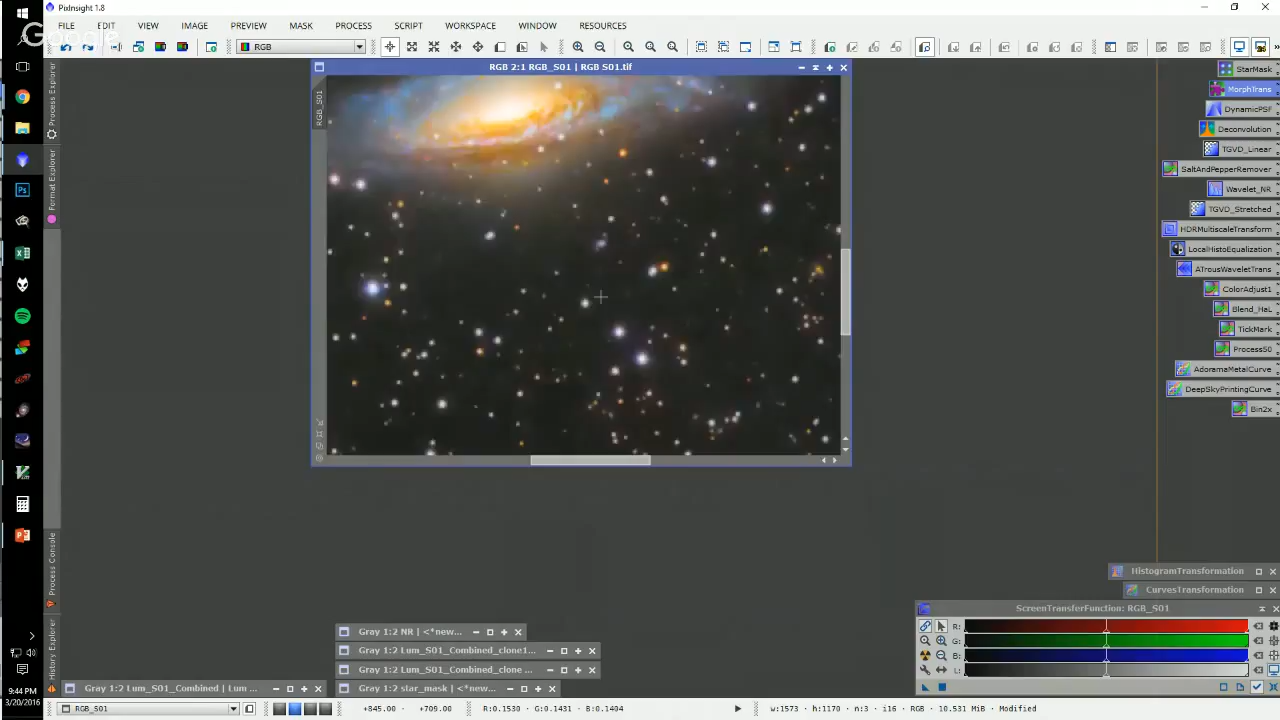 PixInsight 1.8
Google
FILE EDIT VIEW IMAGE PREVIEW MASK PROCESS SCRIPT WORKSPACE WINDOW RESOURCES
RGB
RGB 2:1 RGB_S01 | RGB S01.tif
RGB_S01
Process Explorer
Format Explorer
Process Console
History Explorer
StarMask
MorphTrans
DynamicPSF
Deconvolution
TGVD_Linear
SaltAndPepperRemover
Wavelet_NR
TGVD_Stretched
HDRMultiscaleTransform
LocalHistoEqualization
ATrousWaveletTrans
ColorAdjust1
Blend_HaL
TickMark
Process50
AdoramaMetalCurve
DeepSkyPrintingCurve
Bin2x
HistogramTransformation
CurvesTransformation
ScreenTransferFunction: RGB_S01
R:
G:
B:
L:
Gray 1:2 NR | <*new...
Gray 1:2 Lum_S01_Combined_clone1...
Gray 1:2 Lum_S01_Combined_clone ...
Gray 1:2 star_mask | <*new...
Gray 1:2 Lum_S01_Combined | Lum ...
9:44 PM
3/20/2016
RGB_S01
+845.00 +709.00
R:0.1530 G:0.1431 B:0.1404
w:1573 h:1170 n:3 i16 RGB 10.531 MiB Modified